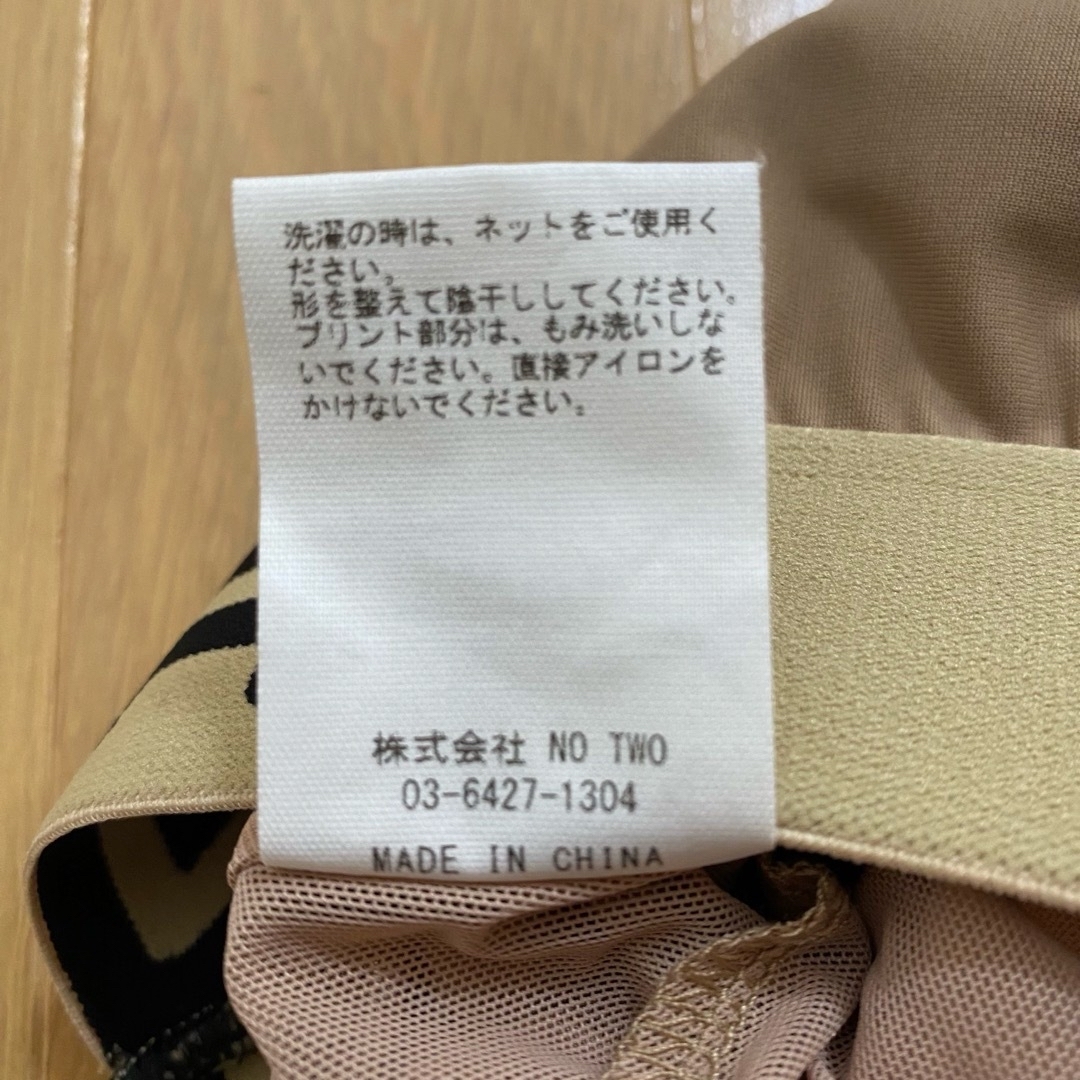 洗濯の時は、ネットをご使用く
ださい。
形を整えて陰干ししてください。
プリント部分は、もみ洗いしな
いでください。直接アイロンを
かけないでください。
株式会社 NO TWO
03-6427-1304
MADE IN CHINA